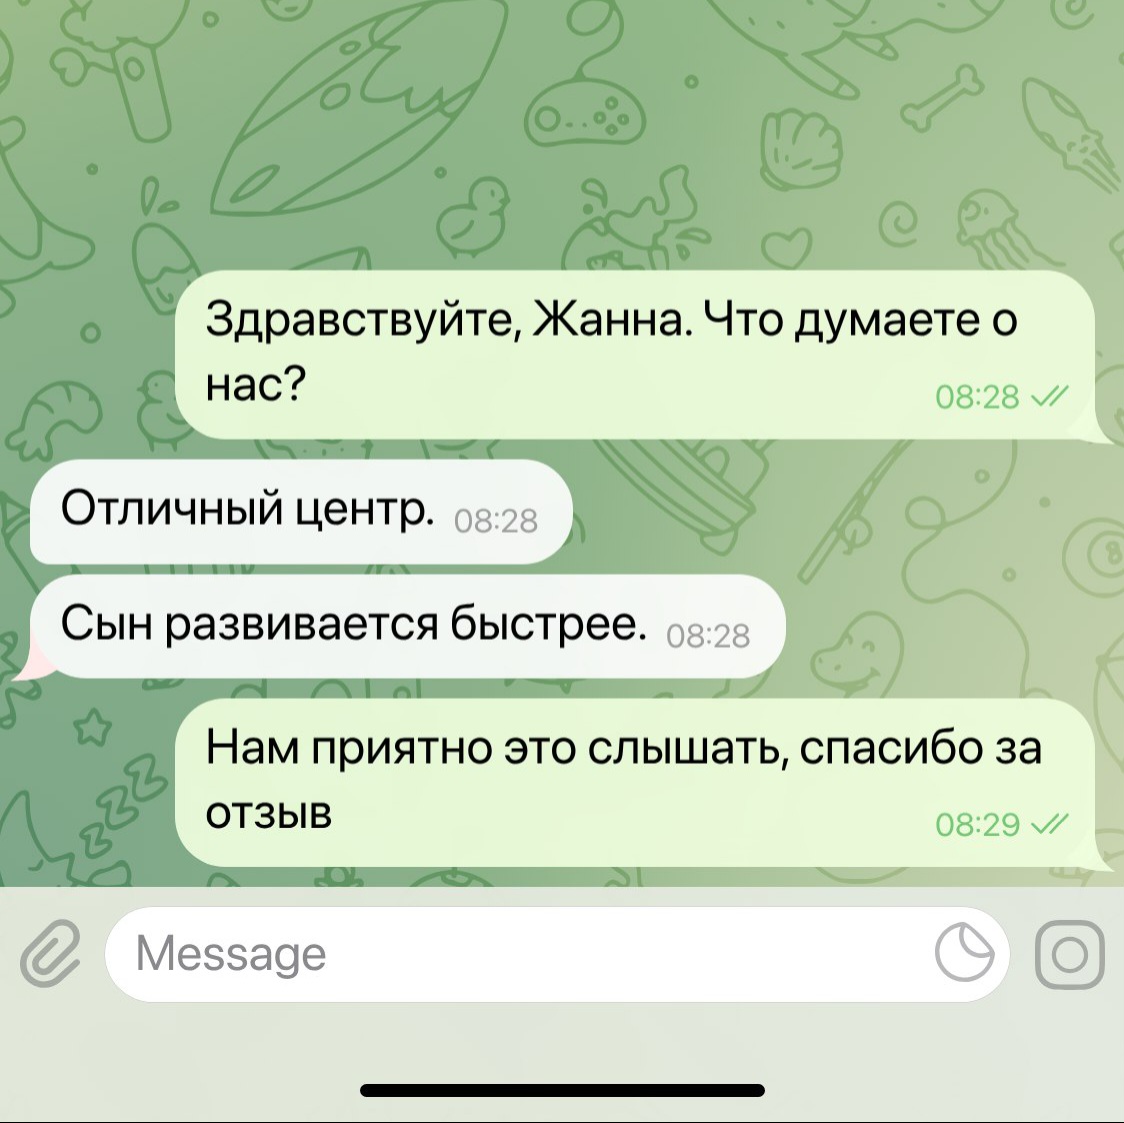 Здравствуйте, Жанна. Что думаете о
нас?
08:28
Отличный центр. 08:28
Сын развивается быстрее. 08:28
Нам приятно это слышать, спасибо за
отзыв
08:29
Message